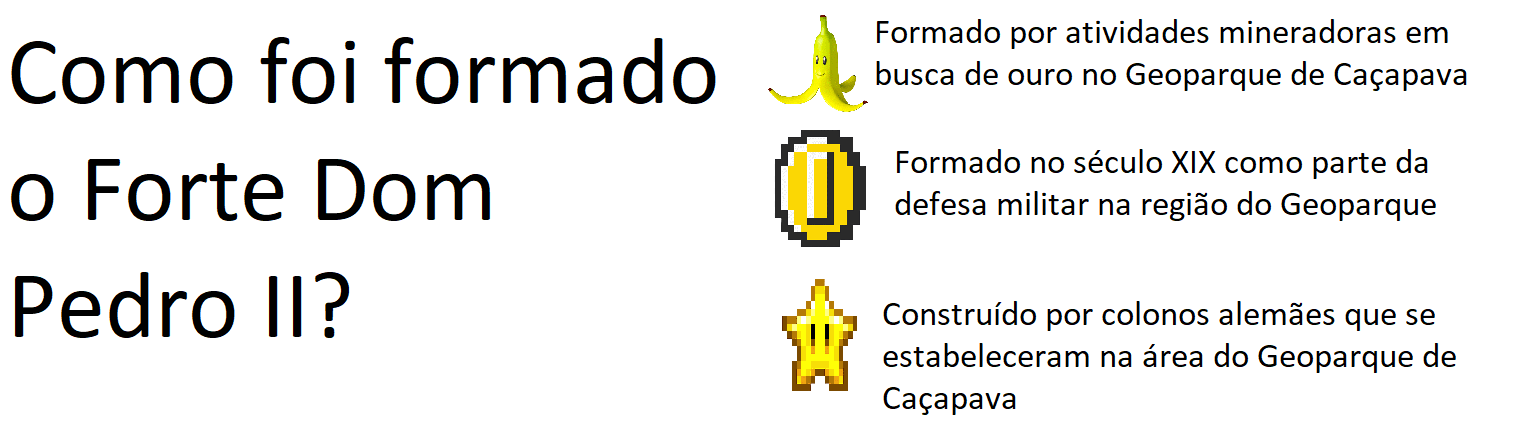 Como foi formado
o Forte Dom
Pedro II?
Formado por atividades mineradoras em
busca de ouro no Geoparque de Caçapava
Formado no século XIX como parte da
defesa militar na região do Geoparque
Construído por colonos alemães que se
estabeleceram na área do Geoparque de
Caçapava